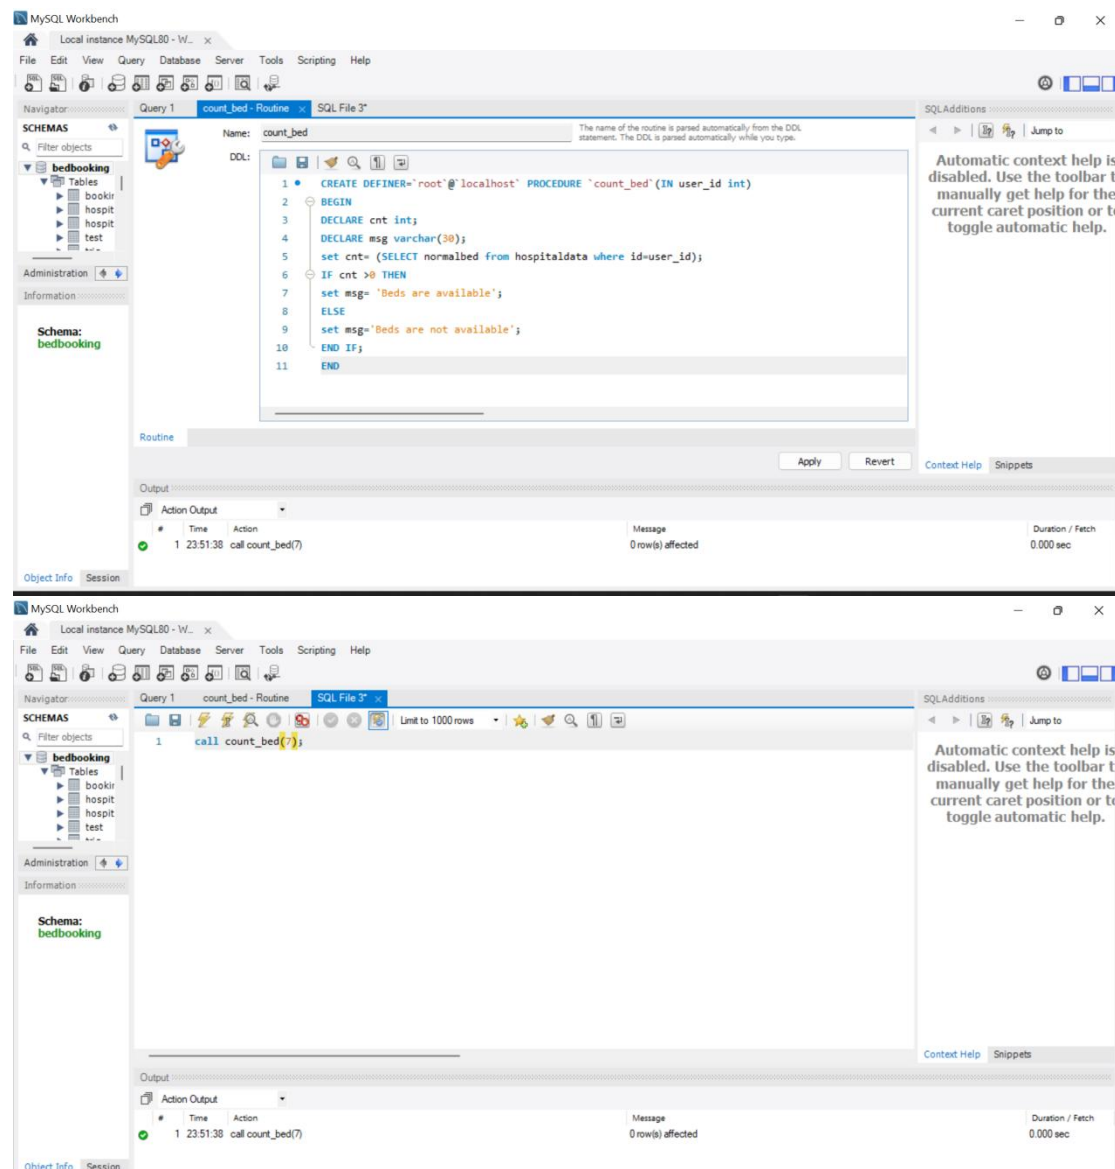 MySQL Workbench
Local instance MySQL80 - W...
File Edit View Query Database Server Tools Scripting Help
Navigator
Query 1 count_bed - Routine SQL File 3*
SQLAdditions
SCHEMAS
Filter objects
bedbooking
Tables
bookin
hospit
hospit
test
Administration
Information
Schema:
bedbooking
Object Info Session
Name: count_bed
The name of the routine is parsed automatically from the DDL
statement. The DDL is parsed automatically while you type.
DDL:
1 CREATE DEFINER=`root`@`localhost` PROCEDURE `count_bed`(IN user_id int)
2 BEGIN
3 DECLARE cnt int;
4 DECLARE msg varchar(30);
5 set cnt= (SELECT normalbed from hospitaldata where id=user_id);
6 IF cnt >0 THEN
7 set msg= 'Beds are available';
8 ELSE
9 set msg='Beds are not available';
10 END IF;
11 END
Routine
Apply Revert
Jump to
Automatic context help is
disabled. Use the toolbar t
manually get help for the
current caret position or to
toggle automatic help.
Context Help Snippets
Output
Action Output
# Time Action Message Duration / Fetch
1 23:51:38 call count_bed(7) 0 row(s) affected 0.000 sec
MySQL Workbench
Local instance MySQL80 - W...
File Edit View Query Database Server Tools Scripting Help
Navigator
Query 1 count_bed - Routine SQL File 3*
SQLAdditions
SCHEMAS
Filter objects
bedbooking
Tables
bookin
hospit
hospit
test
Administration
Information
Schema:
bedbooking
Object Info Session
Limit to 1000 rows
1 call count_bed(7);
Jump to
Automatic context help is
disabled. Use the toolbar t
manually get help for the
current caret position or to
toggle automatic help.
Context Help Snippets
Output
Action Output
# Time Action Message Duration / Fetch
1 23:51:38 call count_bed(7) 0 row(s) affected 0.000 sec